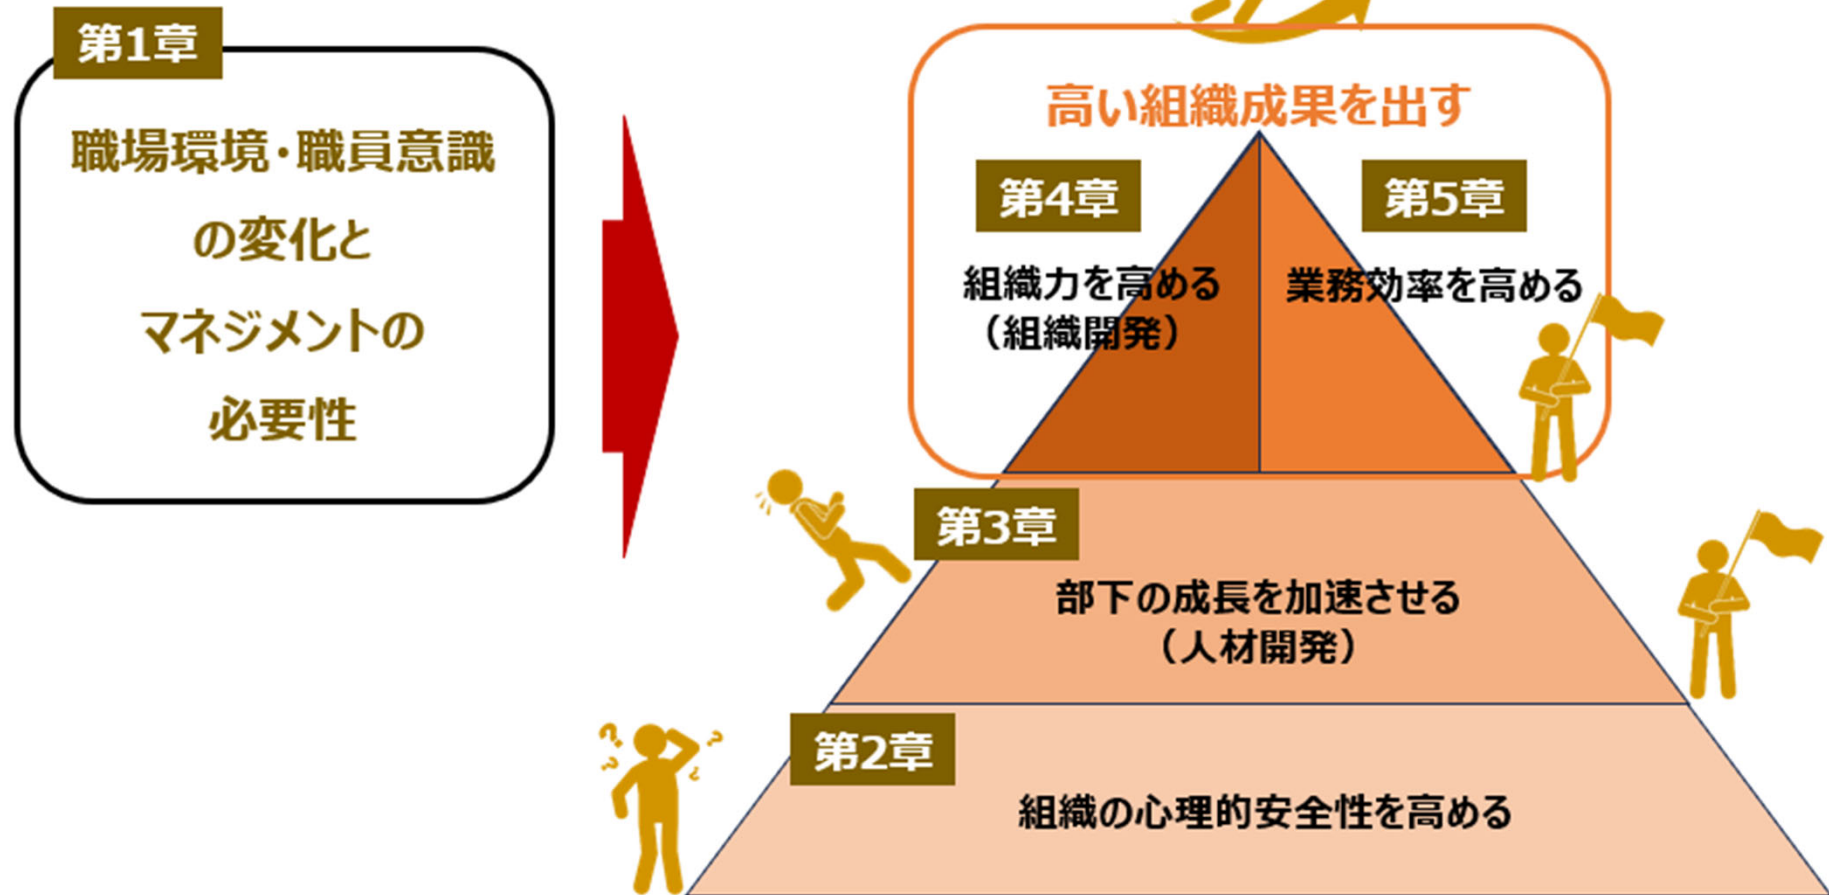 第1章
職場環境・職員意識
の変化と
マネジメントの
必要性
高い組織成果を出す
第4章
組織力を高める
（組織開発）
第5章
業務効率を高める
第3章
部下の成長を加速させる
（人材開発）
第2章
組織の心理的安全性を高める
? ? ? ?